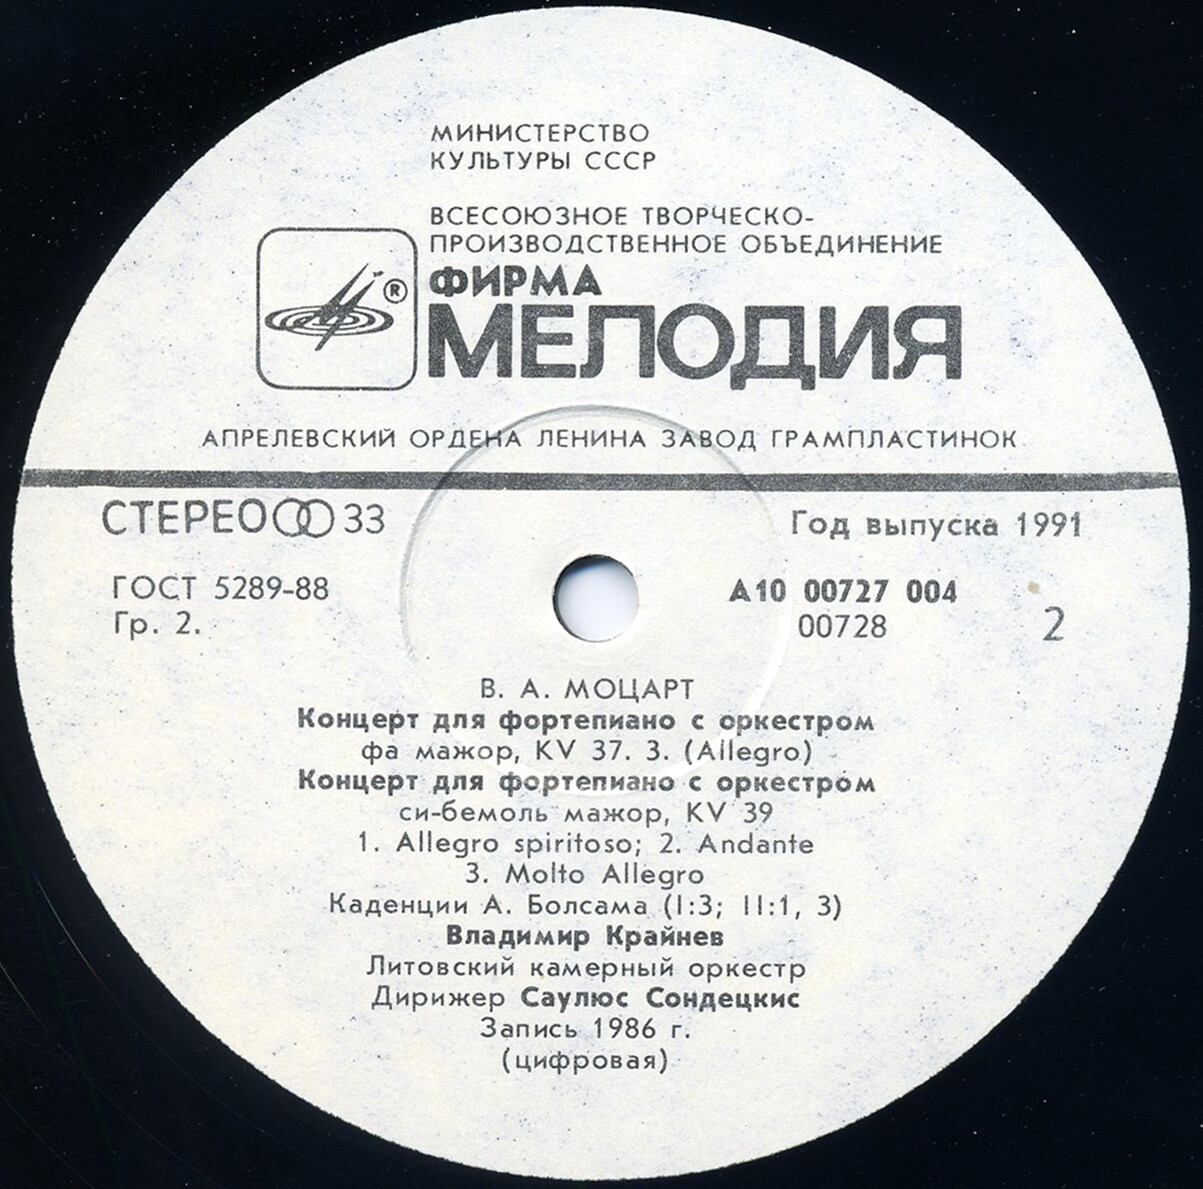 МИНИСТЕРСТВО
КУЛЬТУРЫ СССР
ВСЕСОЮЗНОЕ ТВОРЧЕСКО-
ПРОИЗВОДСТВЕННОЕ ОБЪЕДИНЕНИЕ
ФИРМА
®
МЕЛОДИЯ
АПРЕЛЕВСКИЙ ОРДЕНА ЛЕНИНА ЗАВОД ГРАМПЛАСТИНОК
СТЕРЕО 33
Год выпуска 1991
ГОСТ 5289-88
Гр. 2.
А10 00727 004
00728
2
В. А. МОЦАРТ
Концерт для фортепиано с оркестром
фа мажор, KV 37. 3. (Allegro)
Концерт для фортепиано с оркестром
си-бемоль мажор, KV 39
1. Allegro spiritoso; 2. Andante
3. Molto Allegro
Каденции А. Болсама (I:3; II:1, 3)
Владимир Крайнев
Литовский камерный оркестр
Дирижер Саулюс Сондецкис
Запись 1986 г.
(цифровая)